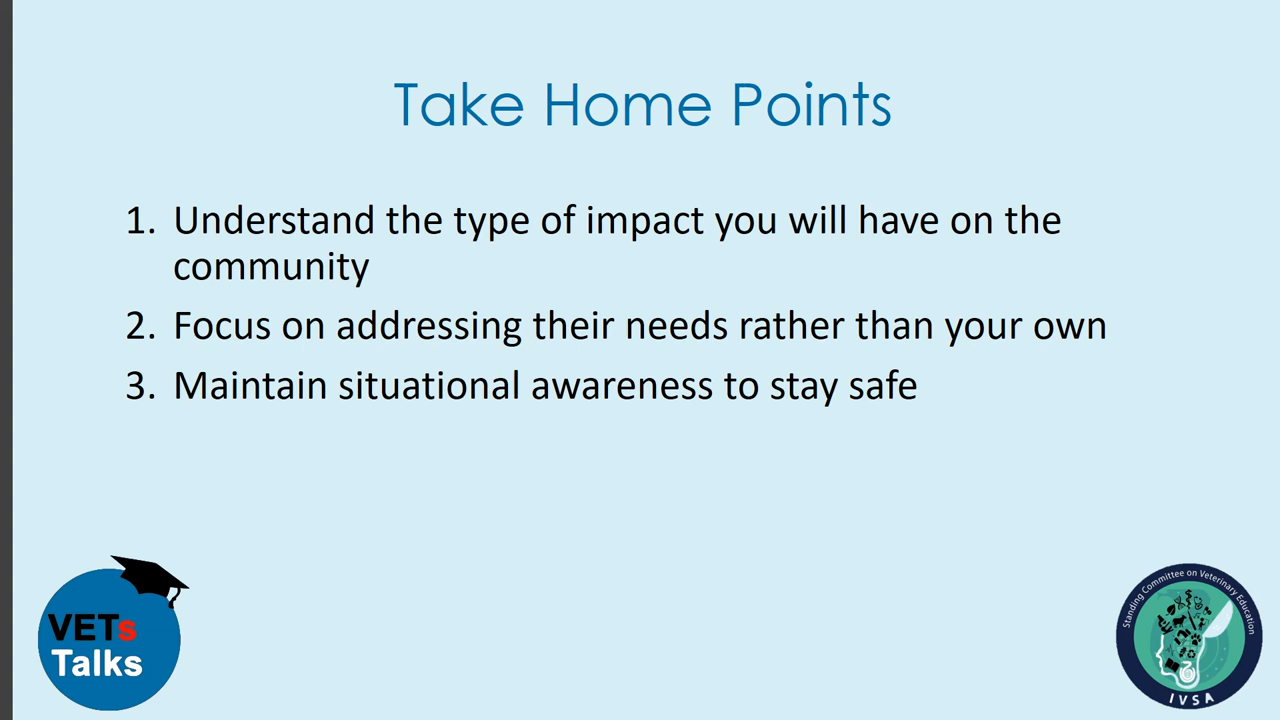 Take Home Points
1. Understand the type of impact you will have on the
community
2. Focus on addressing their needs rather than your own
3. Maintain situational awareness to stay safe
VETs
Talks
Standing Committee on Veterinary Education
IVSA